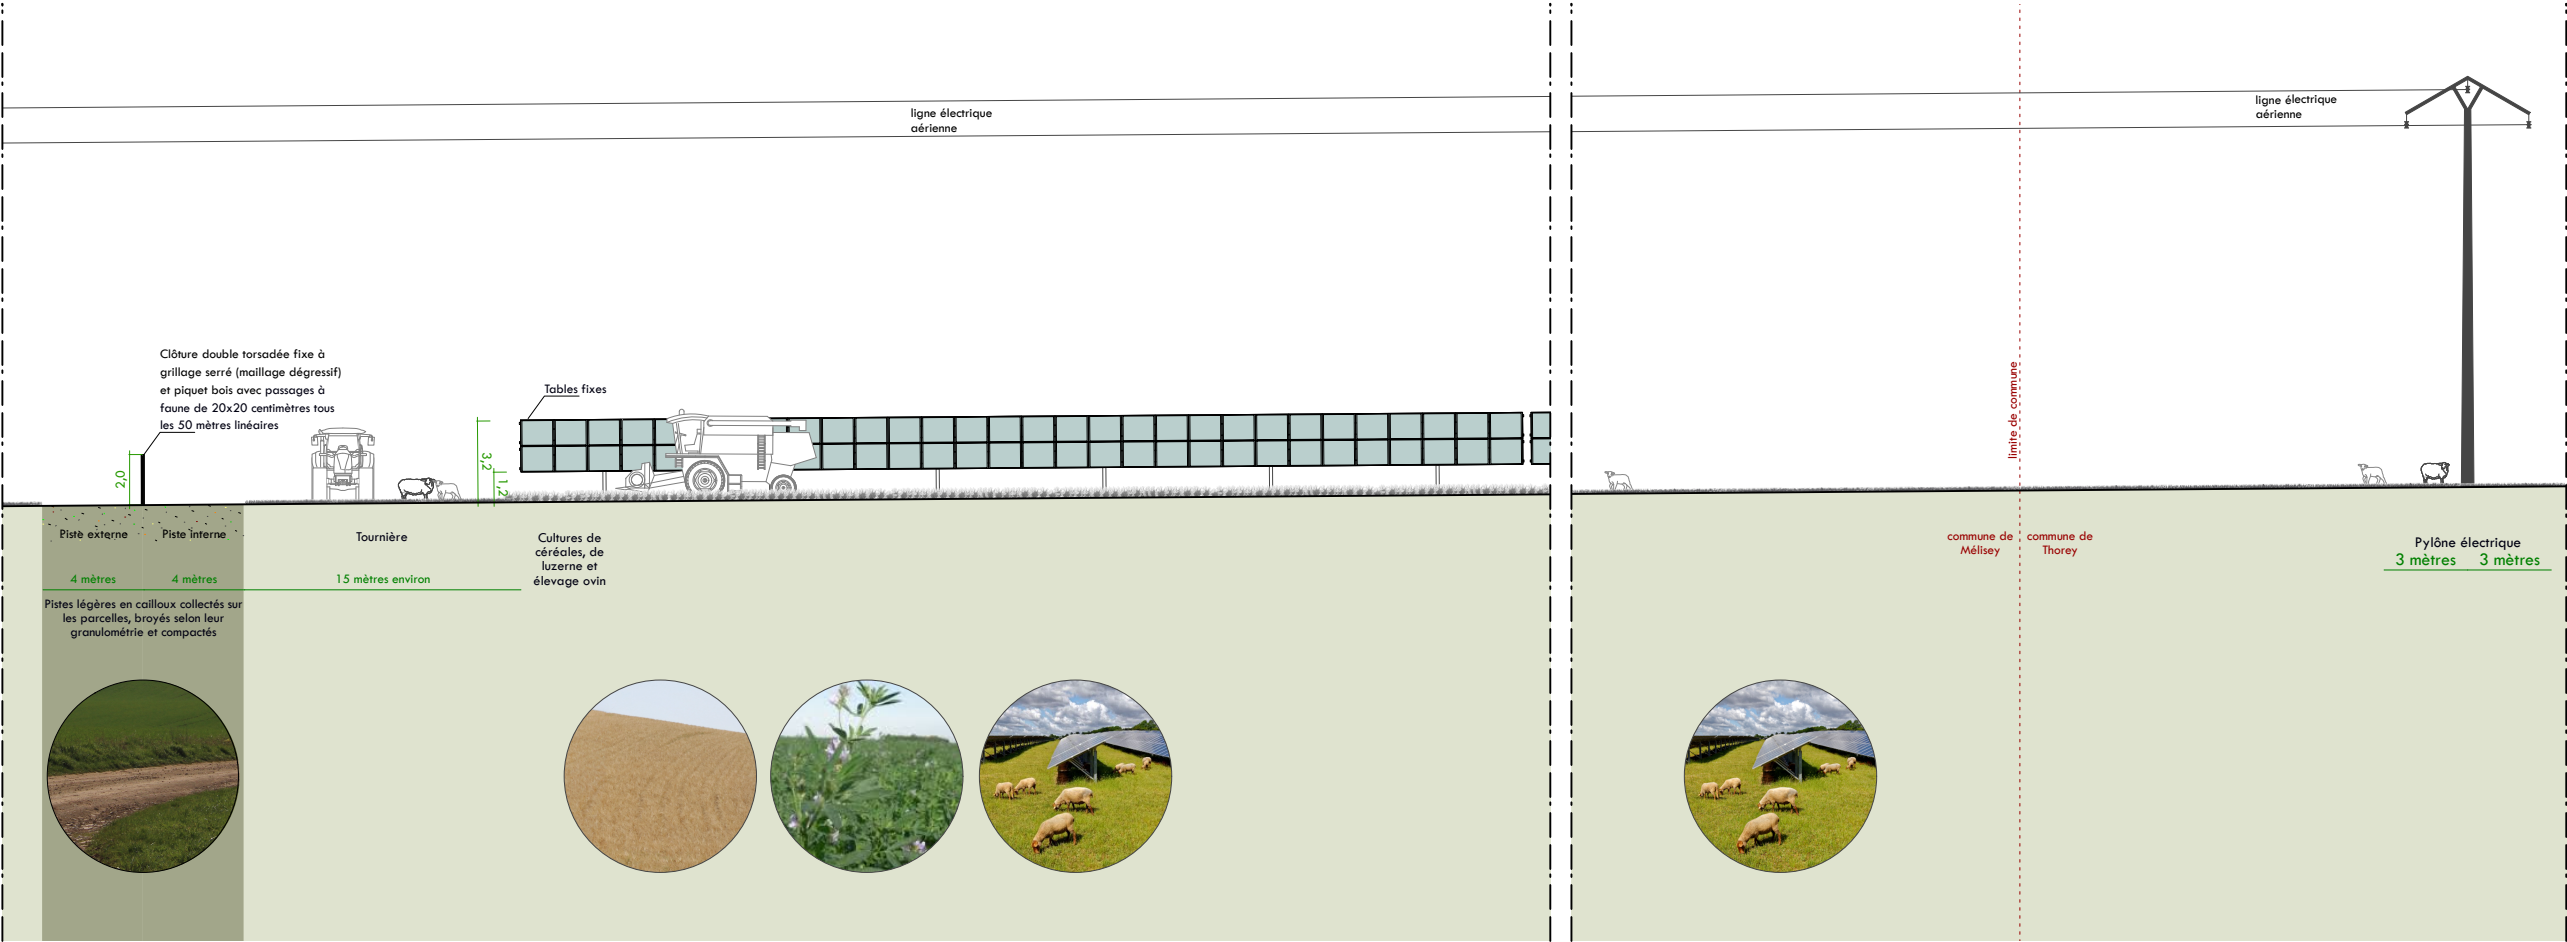 ligne électrique
aérienne
ligne électrique
aérienne
Clôture double torsadée fixe à
grillage serré (maillage dégressif)
et piquet bois avec passages à
faune de 20x20 centimètres tous
les 50 mètres linéaires
Tables fixes
limite de commune
2,0
3,2
1,2
Piste externe
Piste interne
Tournière
Cultures de
céréales, de
luzerne et
élevage ovin
commune de
Mélisey
commune de
Thorey
Pylône électrique
3 mètres
3 mètres
4 mètres
4 mètres
15 mètres environ
Pistes légères en cailloux collectés sur
les parcelles, broyés selon leur
granulométrie et compactés